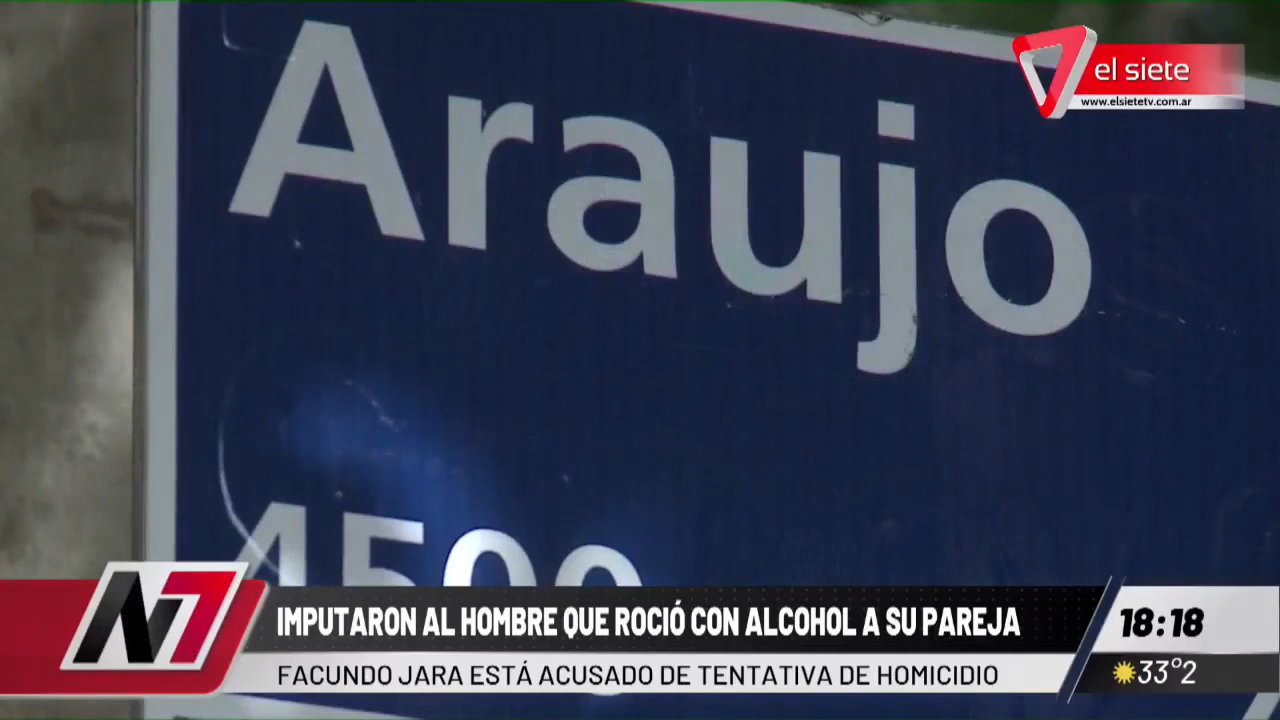 Araujo
el siete
www.elsietetv.com.ar
1500
N7
IMPUTARON AL HOMBRE QUE ROCIÓ CON ALCOHOL A SU PAREJA
18:18
FACUNDO JARA ESTÁ ACUSADO DE TENTATIVA DE HOMICIDIO
33°2